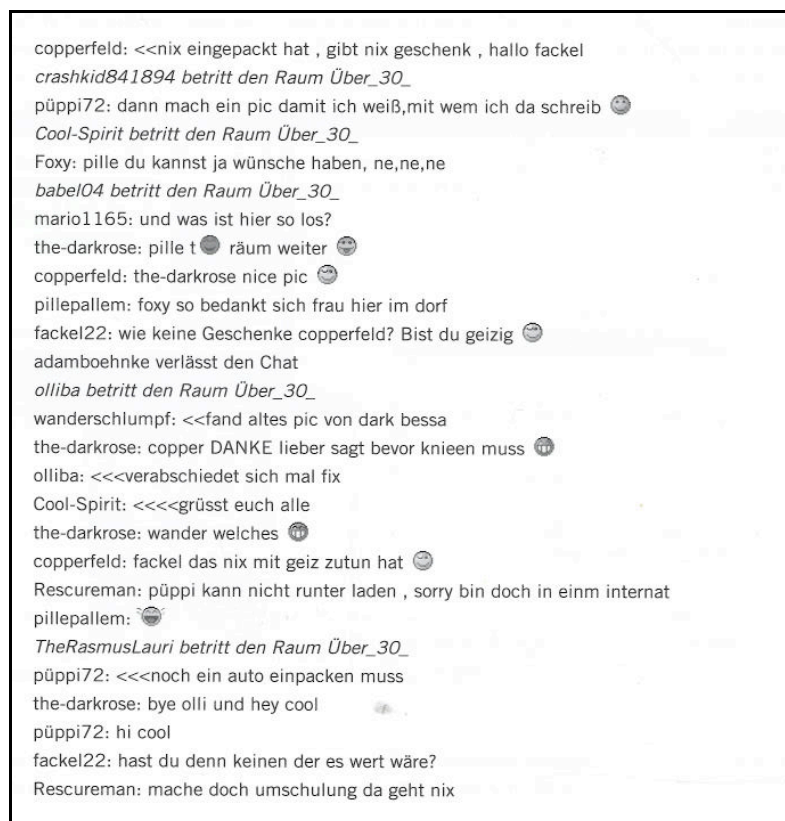 copperfeld: <<nix eingepackt hat , gibt nix geschenk , hallo fackel
crashkid841894 betritt den Raum Über_30_
püppi72: dann mach ein pic damit ich weiß,mit wem ich da schreib
Cool-Spirit betritt den Raum Über_30_
Foxy: pille du kannst ja wünsche haben, ne,ne,ne
babel04 betritt den Raum Über_30_
mario1165: und was ist hier so los?
the-darkrose: pille t räum weiter
copperfeld: the-darkrose nice pic
pillepallem: foxy so bedankt sich frau hier im dorf
fackel22: wie keine Geschenke copperfeld? Bist du geizig
adamboehnke verlässt den Chat
olliba betritt den Raum Über_30_
wanderschlumpf: <<fand altes pic von dark bessa
the-darkrose: copper DANKE lieber sagt bevor knieen muss
olliba: <<<verabschiedet sich mal fix
Cool-Spirit: <<<<grüsst euch alle
the-darkrose: wander welches
copperfeld: fackel das nix mit geiz zutun hat
Rescureman: püppi kann nicht runter laden , sorry bin doch in einm internat
pillepallem:
TheRasmusLauri betritt den Raum Über_30_
püppi72: <<<noch ein auto einpacken muss
the-darkrose: bye olli und hey cool
püppi72: hi cool
fackel22: hast du denn keinen der es wert wäre?
Rescureman: mache doch umschulung da geht nix